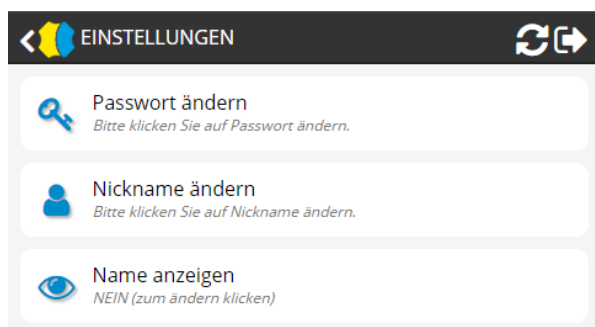 EINSTELLUNGEN
Passwort ändern
Bitte klicken Sie auf Passwort ändern.
Nickname ändern
Bitte klicken Sie auf Nickname ändern.
Name anzeigen
NEIN (zum ändern klicken)